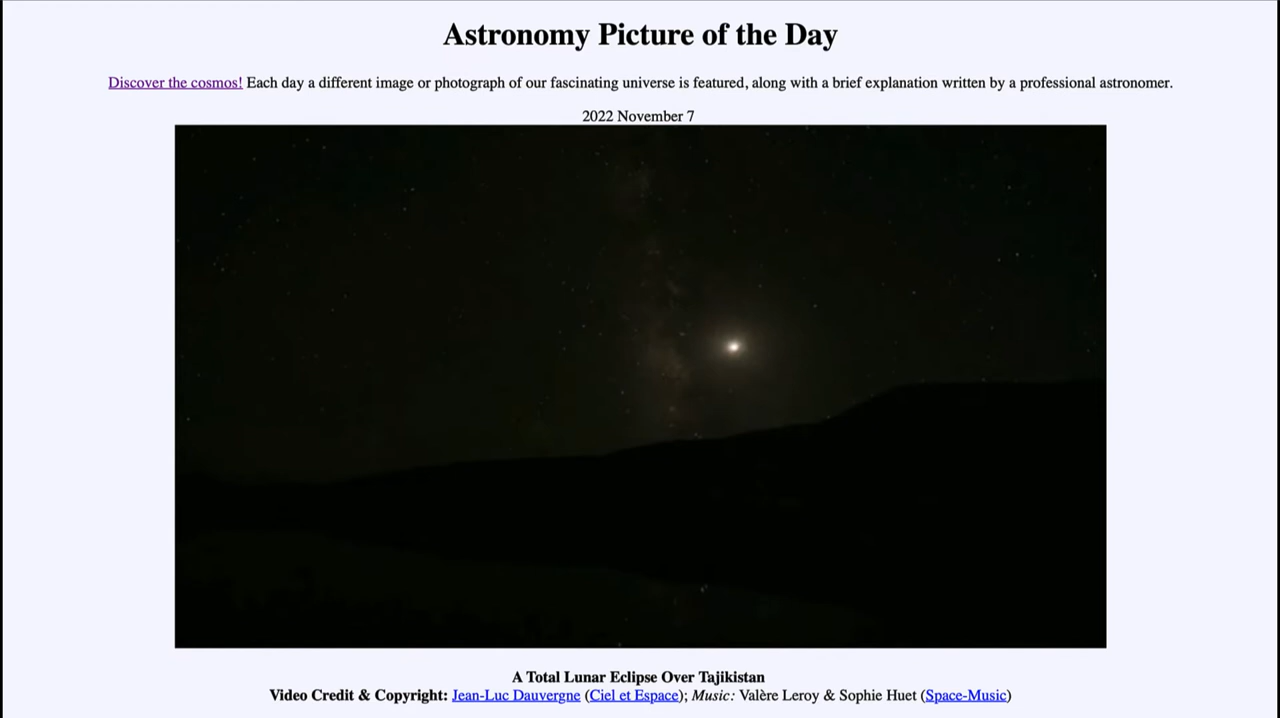 Astronomy Picture of the Day
Discover the cosmos! Each day a different image or photograph of our fascinating universe is featured, along with a brief explanation written by a professional astronomer.
2022 November 7
A Total Lunar Eclipse Over Tajikistan
Video Credit & Copyright: Jean-Luc Dauvergne (Ciel et Espace); Music: Valère Leroy & Sophie Huet (Space-Music)